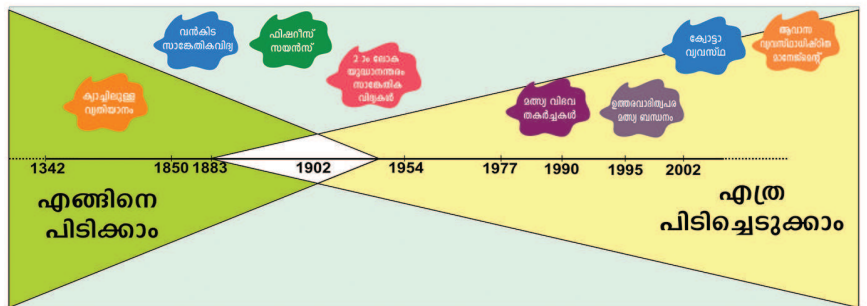 വൻകിട
സാങ്കേതികവിദ്യ
ഫിഷറീസ്
സയൻസ്
2 ാം ലോക
യുദ്ധാനന്തരം
സാങ്കേതിക
വിദ്യകൾ
ക്യാച്ചിലുള്ള
വ്യതിയാനം
മത്സ്യ വിഭവ
തകർച്ചകൾ
ഉത്തരവാദിത്വപര
മത്സ്യ ബന്ധനം
ക്വോട്ടാ
വ്യവസ്ഥ
ആവാസ
വ്യവസ്ഥാധിഷ്ഠിത
മാനേജ്മെന്റ്
1342 1850 1883 1902 1954 1977 1990 1995 2002
എങ്ങിനെ
പിടിക്കാം
എത്ര
പിടിച്ചെടുക്കാം